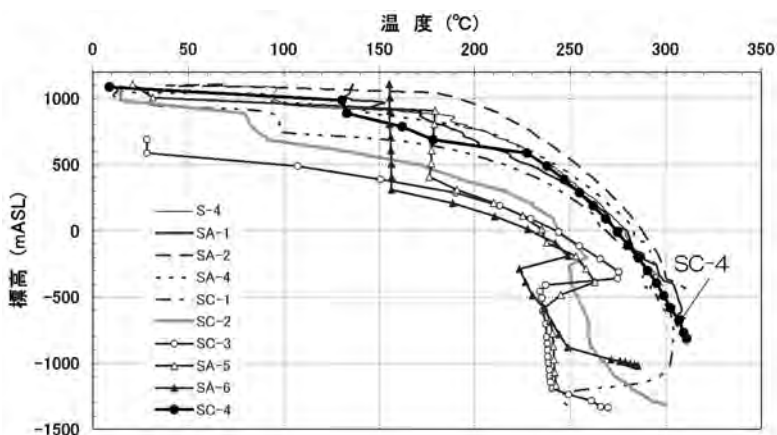 温 度 (℃)
0 50 100 150 200 250 300 350
標高 (mASL)
1000
500
0
-500
-1000
-1500
S-4
SA-1
SA-2
SA-4
SC-1
SC-2
SC-3
SA-5
SA-6
SC-4
SC-4